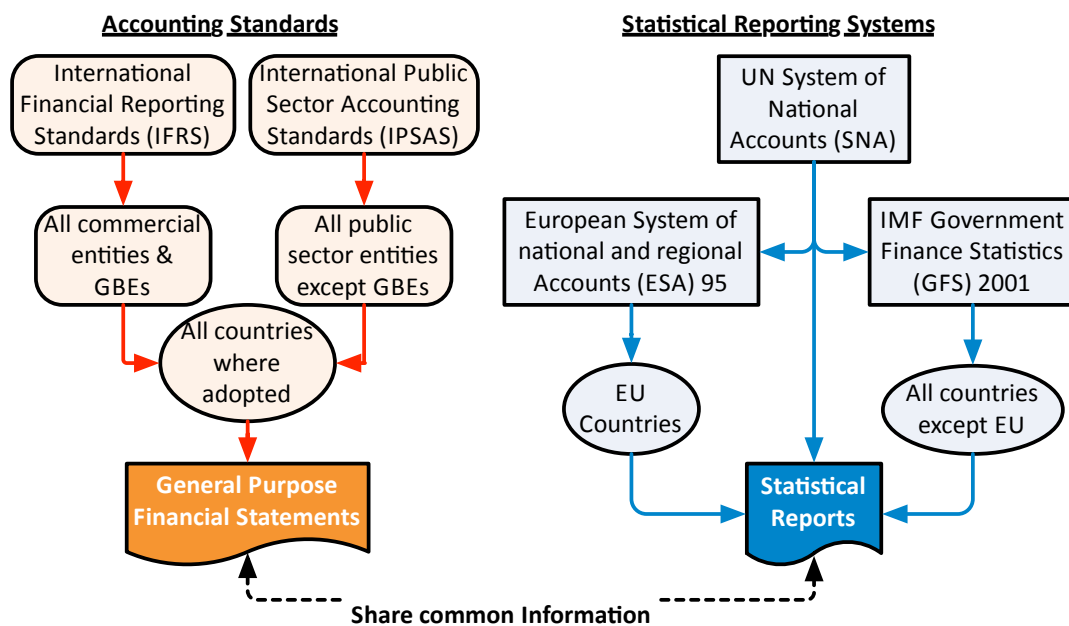 Accounting Standards
International
Financial Reporting
Standards (IFRS)
International Public
Sector Accounting
Standards (IPSAS)
All commercial
entities &
GBEs
All public
sector entities
except GBEs
All countries
where
adopted
General Purpose
Financial Statements
Statistical Reporting Systems
UN System of
National
Accounts (SNA)
European System of
national and regional
Accounts (ESA) 95
IMF Government
Finance Statistics
(GFS) 2001
EU
Countries
All countries
except EU
Statistical
Reports
Share common Information